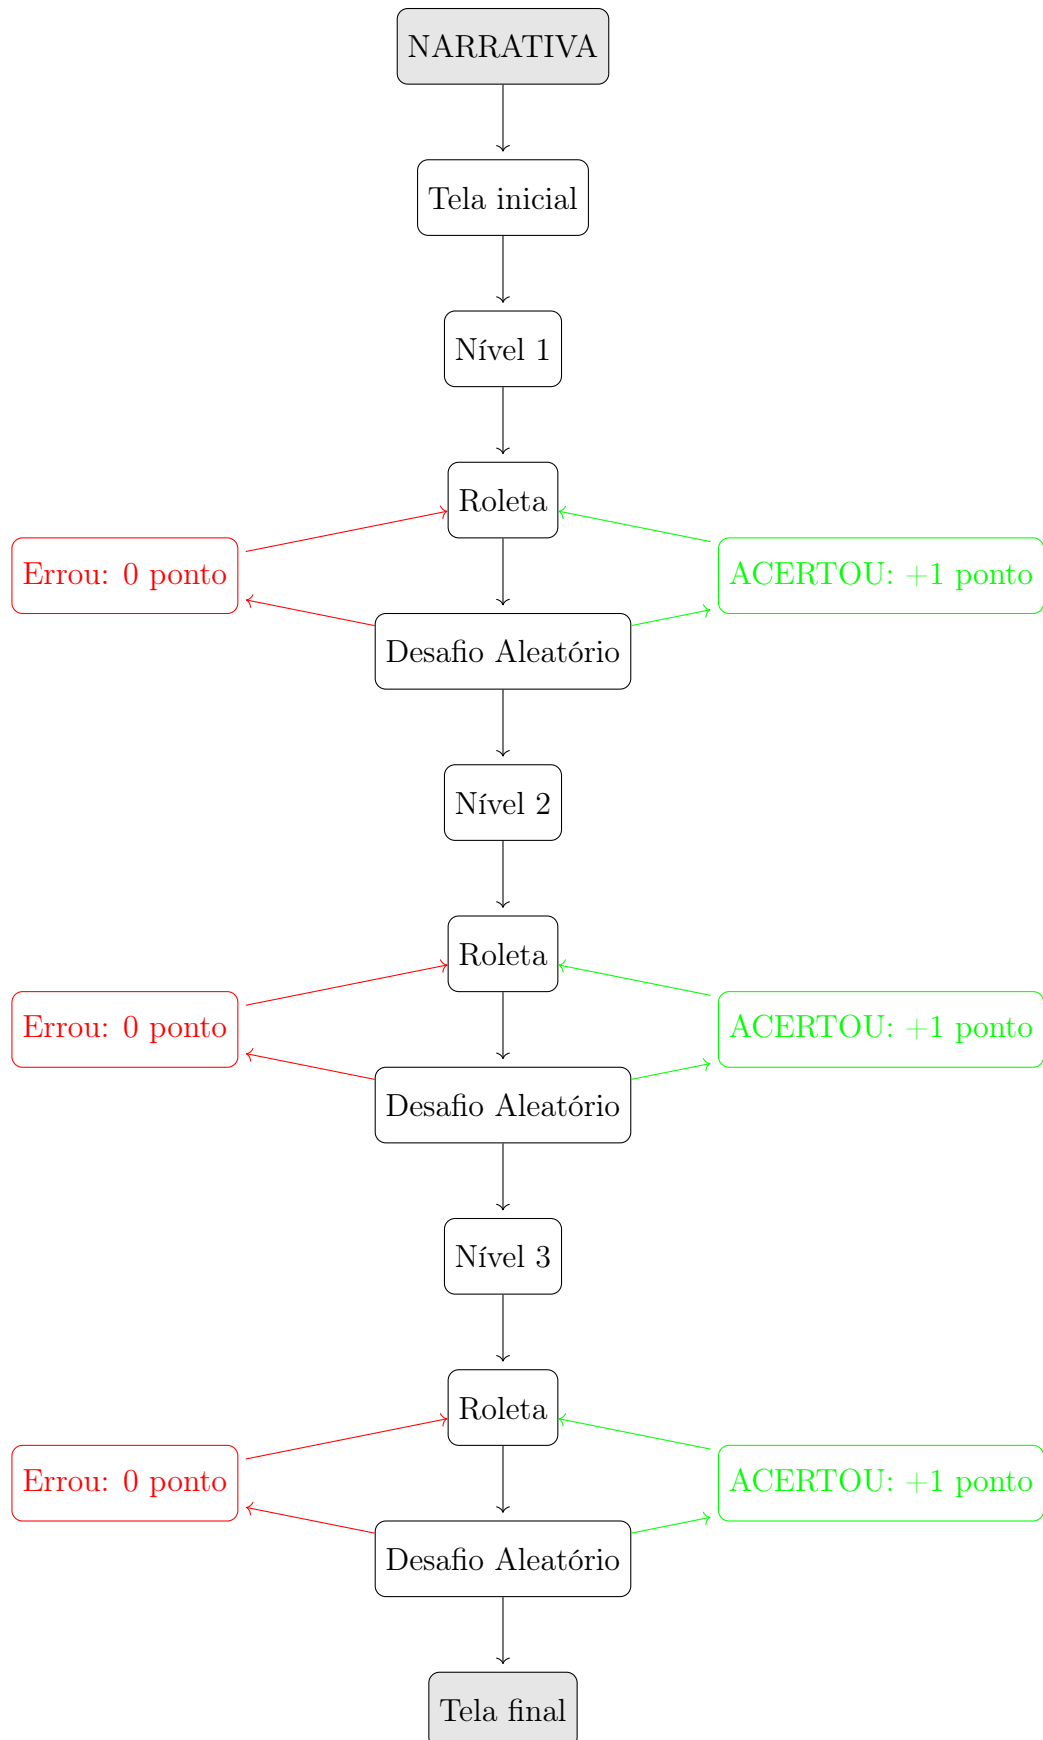 NARRATIVA
Tela inicial
Nível 1
Roleta
Errou: 0 ponto
ACERTOU: +1 ponto
Desafio Aleatório
Nível 2
Roleta
Errou: 0 ponto
ACERTOU: +1 ponto
Desafio Aleatório
Nível 3
Roleta
Errou: 0 ponto
ACERTOU: +1 ponto
Desafio Aleatório
Tela final